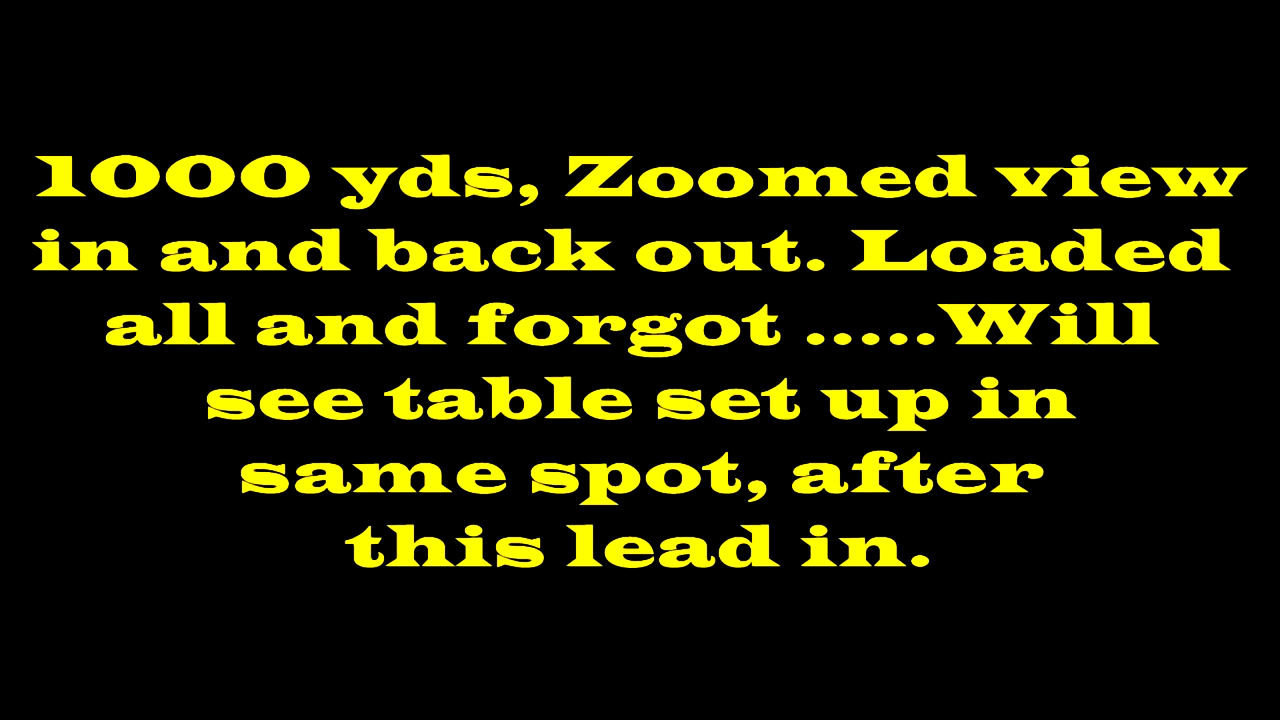 1000 yds, Zoomed view
in and back out. Loaded
all and forgot .....Will
see table set up in
same spot, after
this lead in.